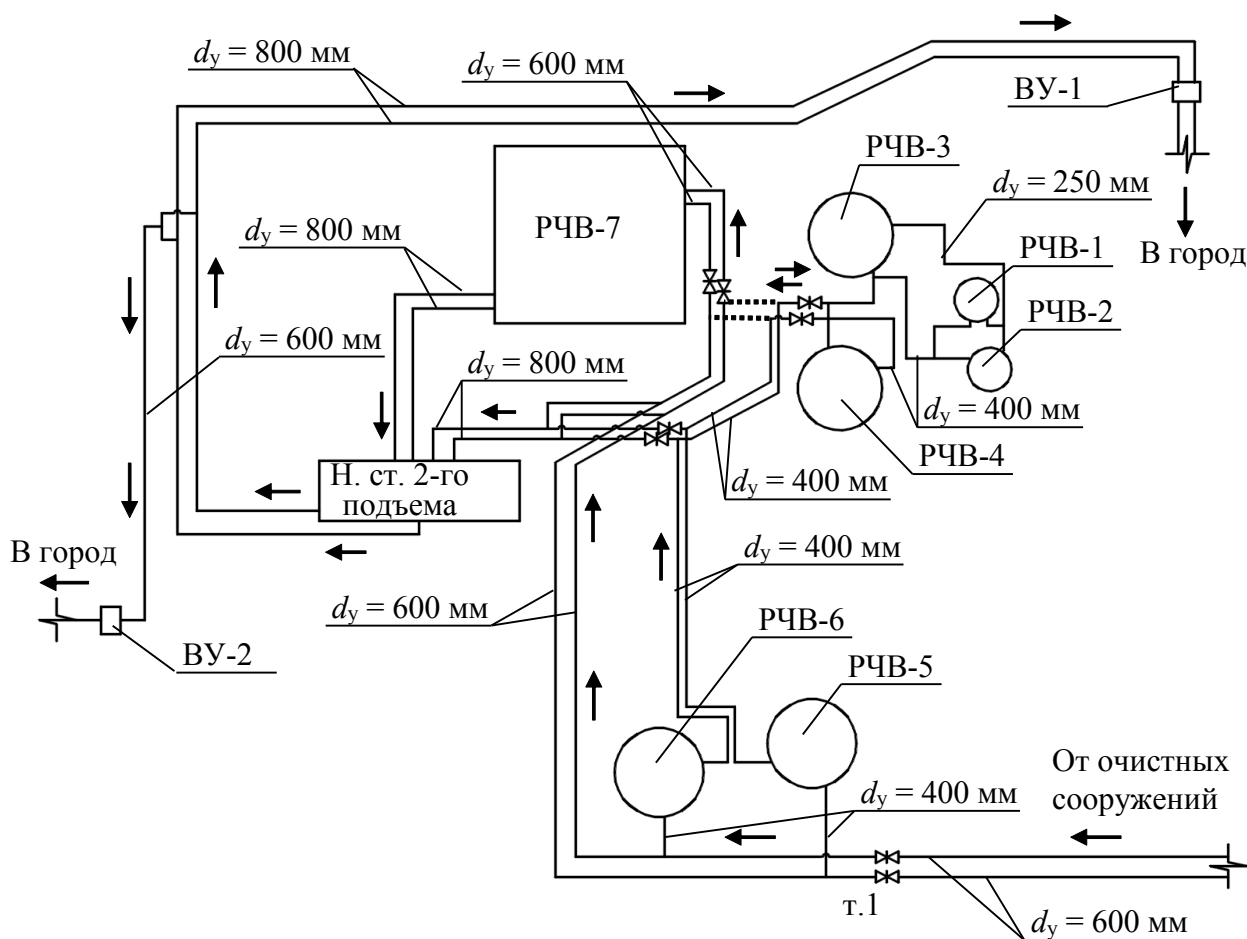 dу = 800 мм
dу = 600 мм
ВУ-1
РЧВ-3
dу = 250 мм
РЧВ-7
В город
РЧВ-1
dу = 800 мм
РЧВ-2
dу = 600 мм
dу = 800 мм
dу = 400 мм
РЧВ-4
Н. ст. 2-го
подъема
dу = 400 мм
В город
dу = 400 мм
dу = 600 мм
РЧВ-6
ВУ-2
РЧВ-5
От очистных
сооружений
dу = 400 мм
т.1
dу = 600 мм